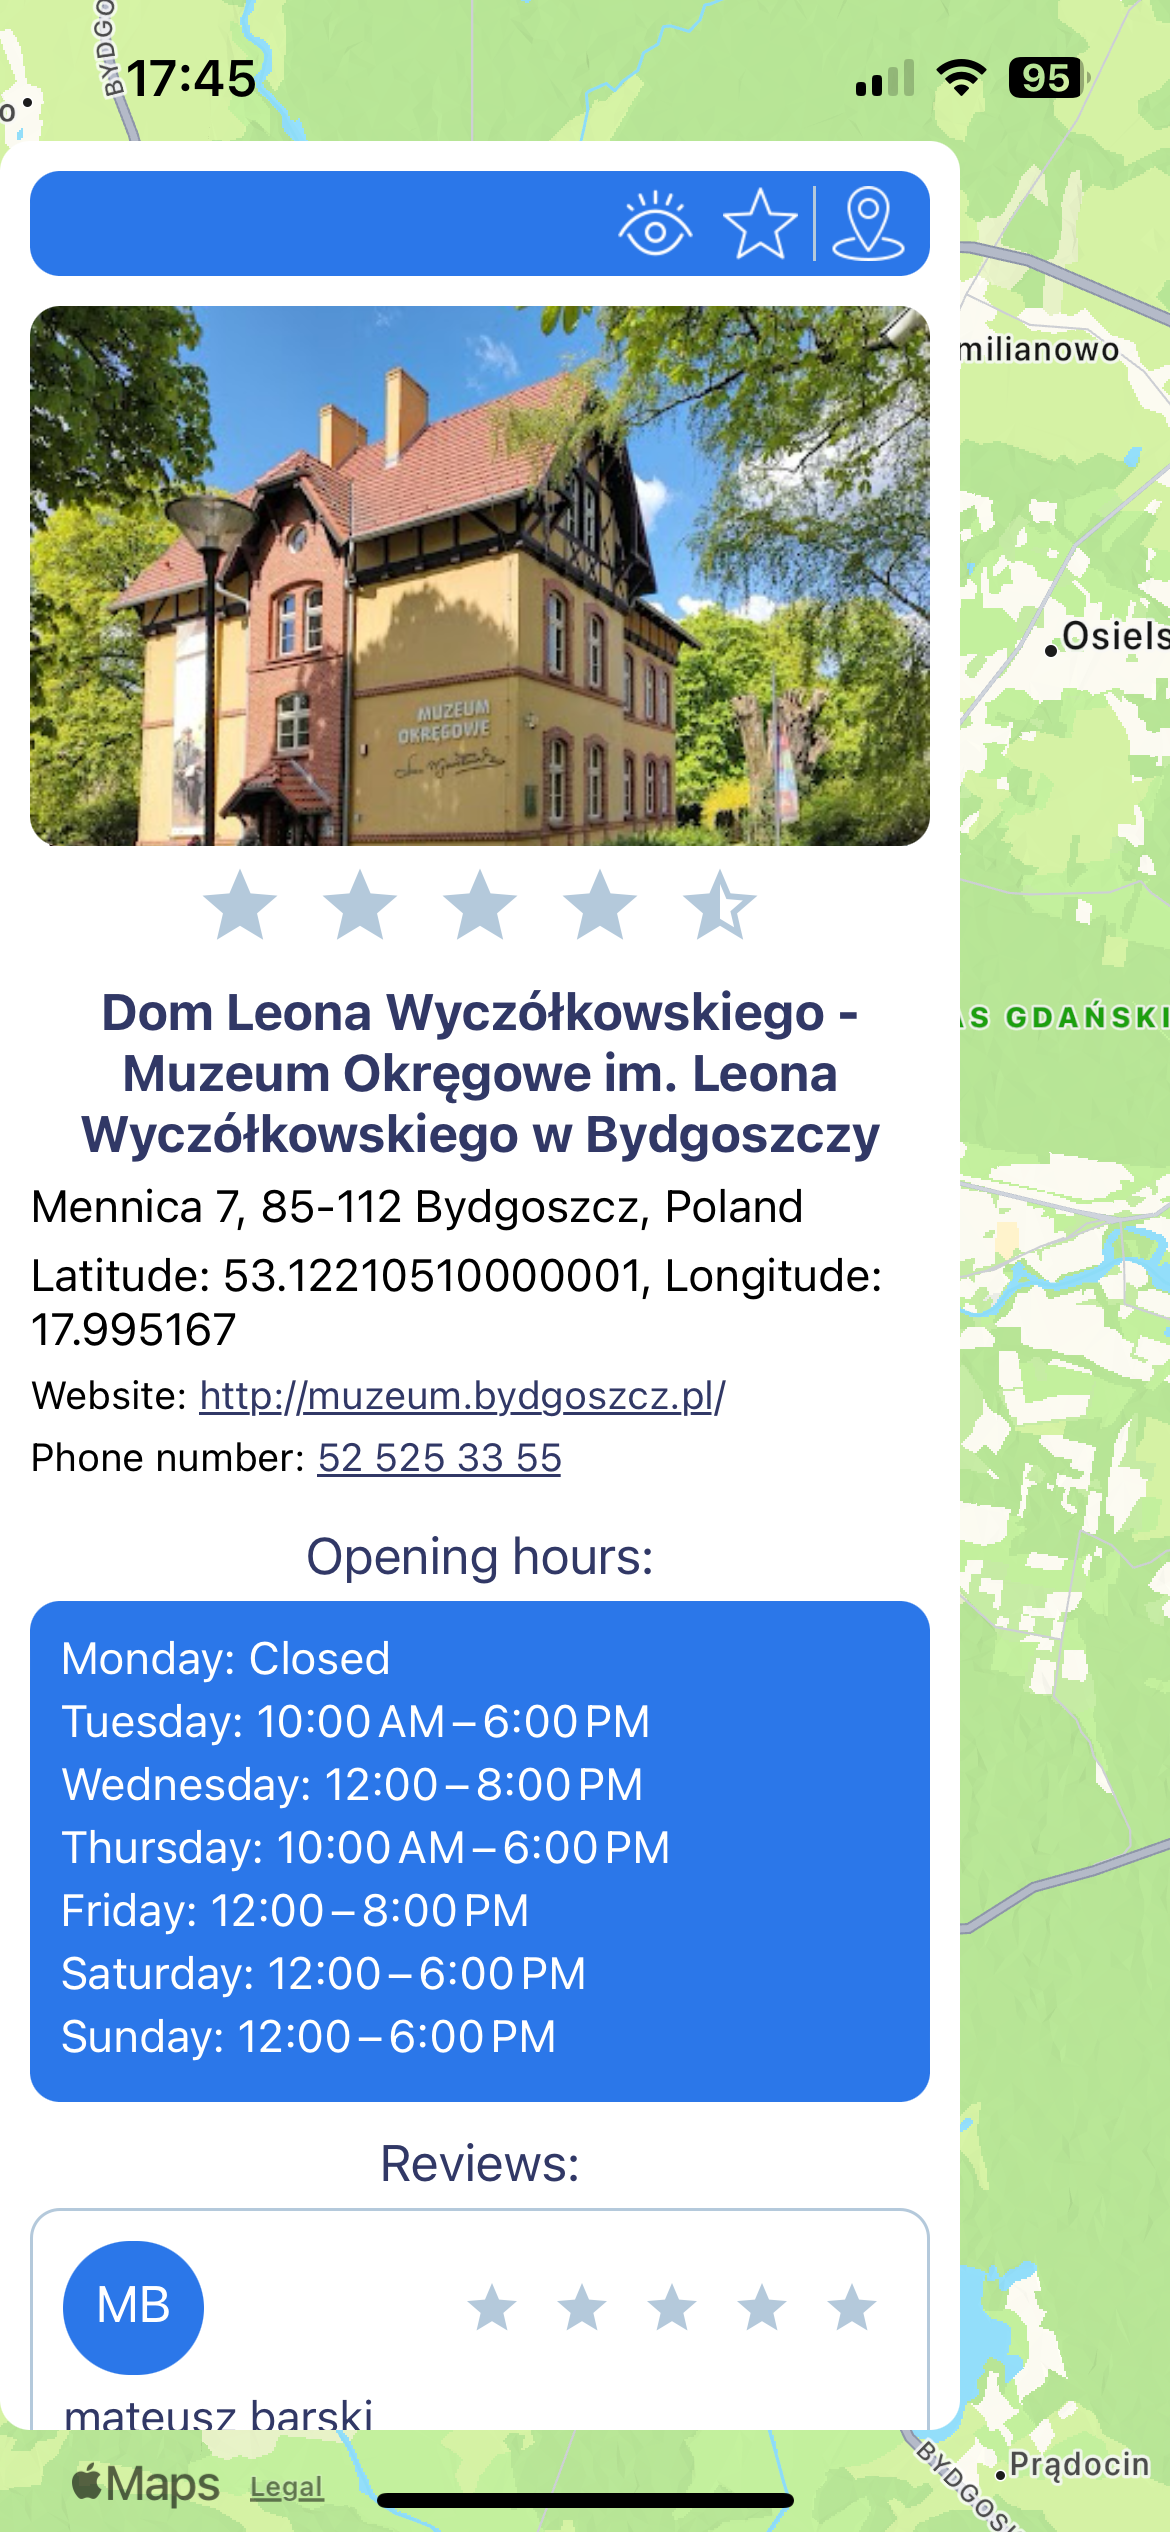 BYDGO
17:45
95
o
milianowo
MUZEUM
OKRĘGOWE
Osiels
Dom Leona Wyczółkowskiego -
Muzeum Okręgowe im. Leona
Wyczółkowskiego w Bydgoszczy
AS GDAŃSKI
Mennica 7, 85-112 Bydgoszcz, Poland
Latitude: 53.12210510000001, Longitude:
17.995167
Website: http://muzeum.bydgoszcz.pl/
Phone number: 52 525 33 55
Opening hours:
Monday: Closed
Tuesday: 10:00 AM – 6:00 PM
Wednesday: 12:00 – 8:00 PM
Thursday: 10:00 AM – 6:00 PM
Friday: 12:00 – 8:00 PM
Saturday: 12:00 – 6:00 PM
Sunday: 12:00 – 6:00 PM
Reviews:
MB
mateusz barski
BYDGOSK
Prądocin
Maps Legal